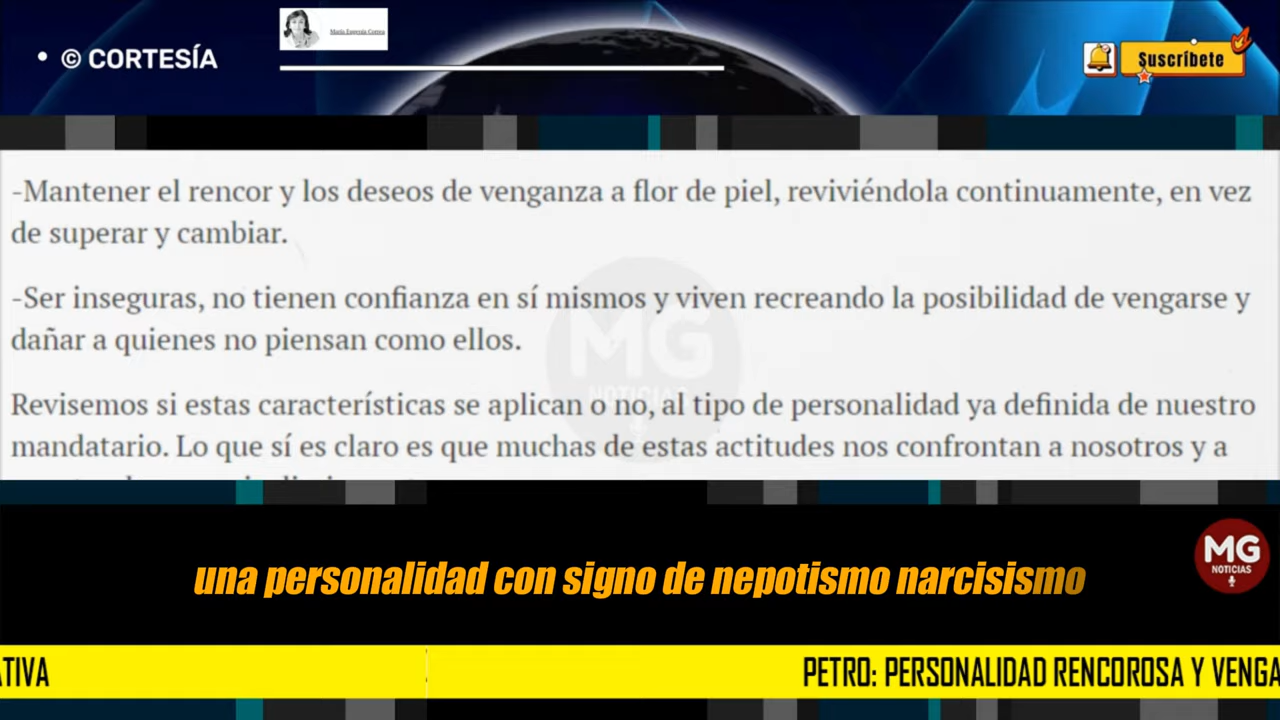 • © CORTESÍA
María Eugenia Correa
Suscríbete
-Mantener el rencor y los deseos de venganza a flor de piel, reviviéndola continuamente, en vez
de superar y cambiar.
-Ser inseguras, no tienen confianza en sí mismos y viven recreando la posibilidad de vengarse y
dañar a quienes no piensan como ellos.
MG
NOTICIAS
Revisemos si estas características se aplican o no, al tipo de personalidad ya definida de nuestro
mandatario. Lo que sí es claro es que muchas de estas actitudes nos confrontan a nosotros y a
una personalidad con signo de nepotismo narcisismo
MG
NOTICIAS
ATIVA
PETRO: PERSONALIDAD RENCOROSA Y VENGA